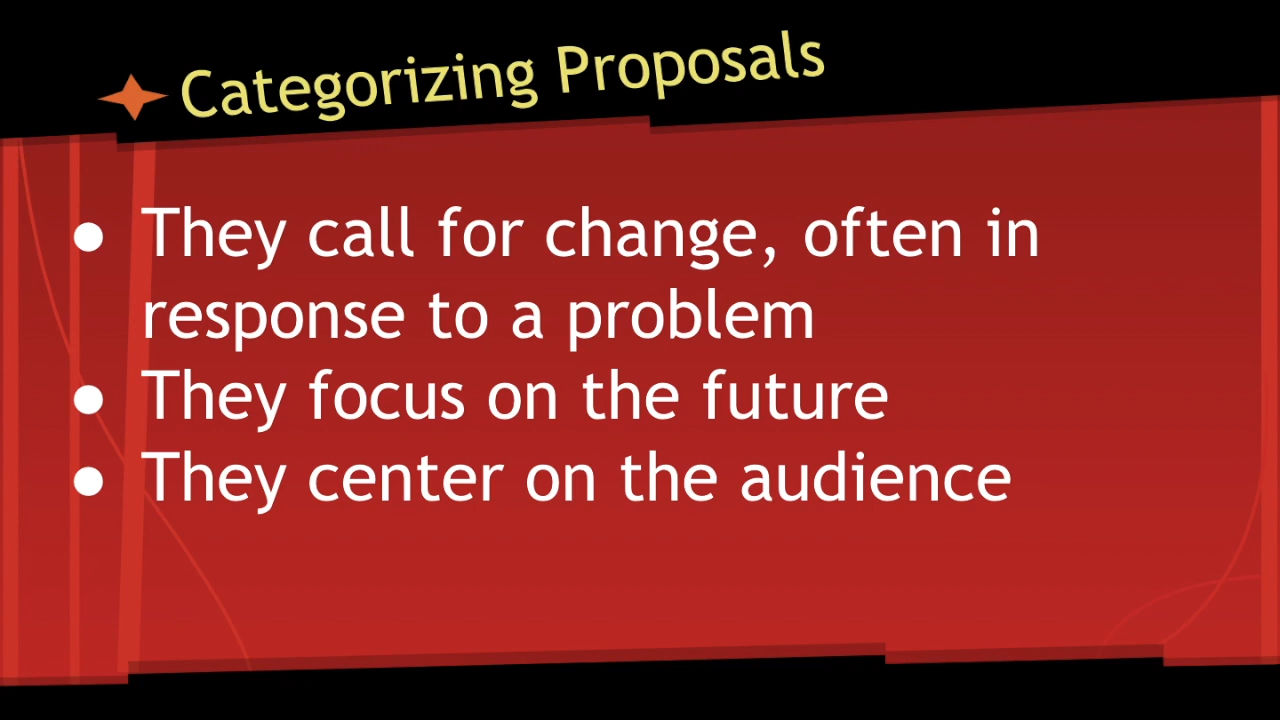 Categorizing Proposals
● They call for change, often in
response to a problem
● They focus on the future
● They center on the audience